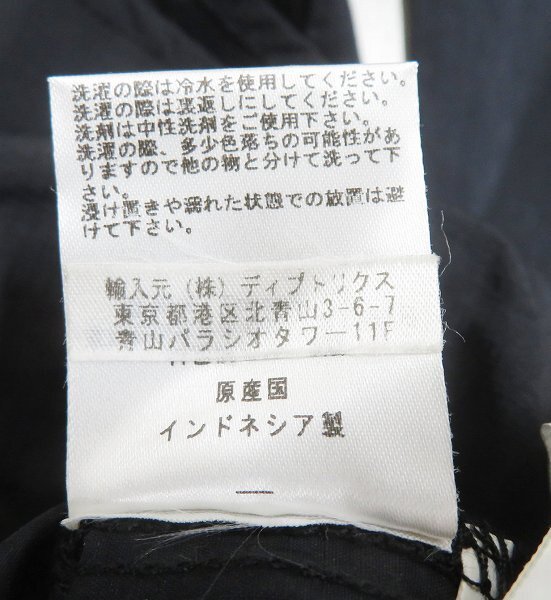 洗濯の際は冷水を使用してください。
洗濯の際は裏返しにしてください。
洗剤は中性洗剤をご使用下さい。
洗濯の際、多少色落ちの可能性があ
りますので他の物と分けて洗って下
さい。
浸け置きや濡れた状態での放置は避
けて下さい。
輸入元(株)ディプトリクス
東京都港区北青山3-6-7
青山パラシオタワー11F
原産国
インドネシア製